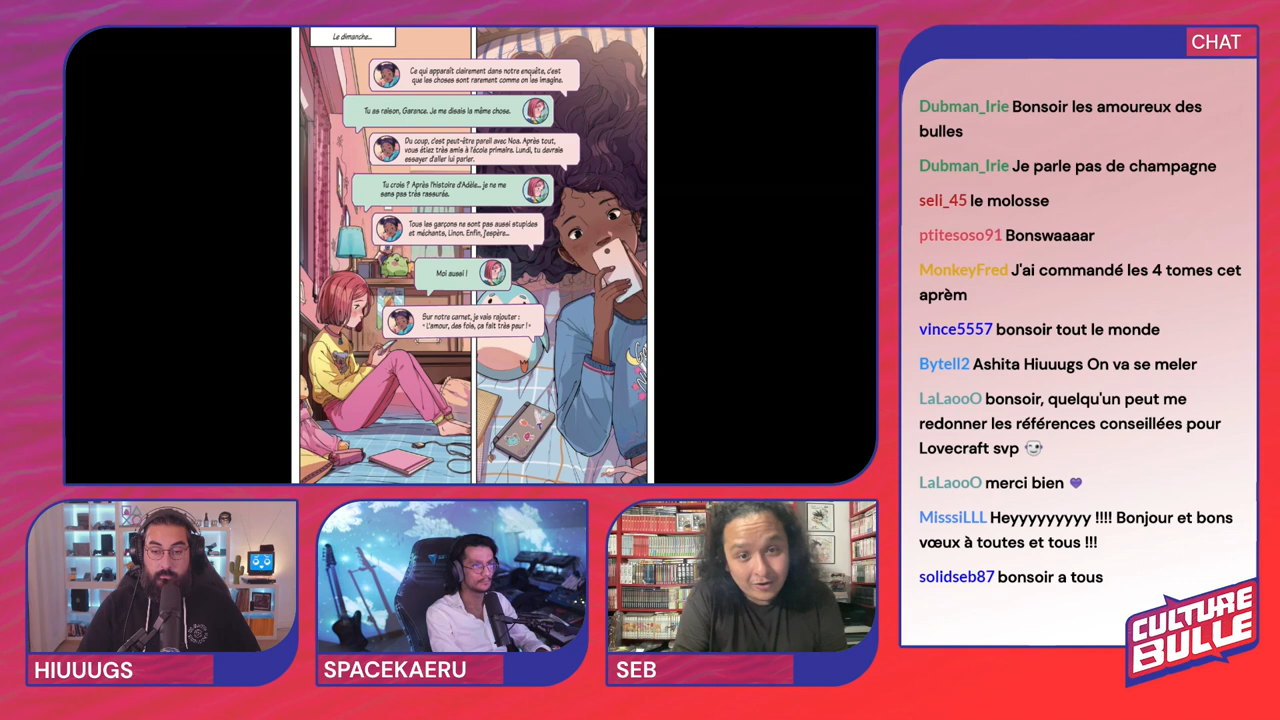 Le dimanche...
Ce qui apparaît clairement dans notre enquête, c'est
que les choses sont rarement comme on les imagine.
Tu as raison, Garance. Je me disais la même chose.
Du coup, c'est peut-être pareil avec Noa. Après tout,
vous étiez très amis à l'école primaire. Lundi, tu devrais
essayer d'aller lui parler.
Tu crois ? Après l'histoire d'Adèle... je ne me
sens pas très rassurée.
Tous les garçons ne sont pas aussi stupides
et méchants, Linon. Enfin, j'espère...
Moi aussi !
Sur notre carnet, je vais rajouter :
« L'amour, des fois, ça fait très peur ! »
HIUUUGS
SPACEKAERU
SEB
CHAT
Dubman_Irie Bonsoir les amoureux des
bulles
Dubman_Irie Je parle pas de champagne
seli_45 le molosse
ptitesoso91 Bonswaaaar
MonkeyFred J'ai commandé les 4 tomes cet
aprèm
vince5557 bonsoir tout le monde
Bytell2 Ashita Hiuuugs On va se meler
LaLaooO bonsoir, quelqu'un peut me
redonner les références conseillées pour
Lovecraft svp
LaLaooO merci bien 💜
MisssiLLL Heyyyyyyyyy !!!! Bonjour et bons
vœux à toutes et tous !!!
solidseb87 bonsoir a tous
CULTURE
BULLE